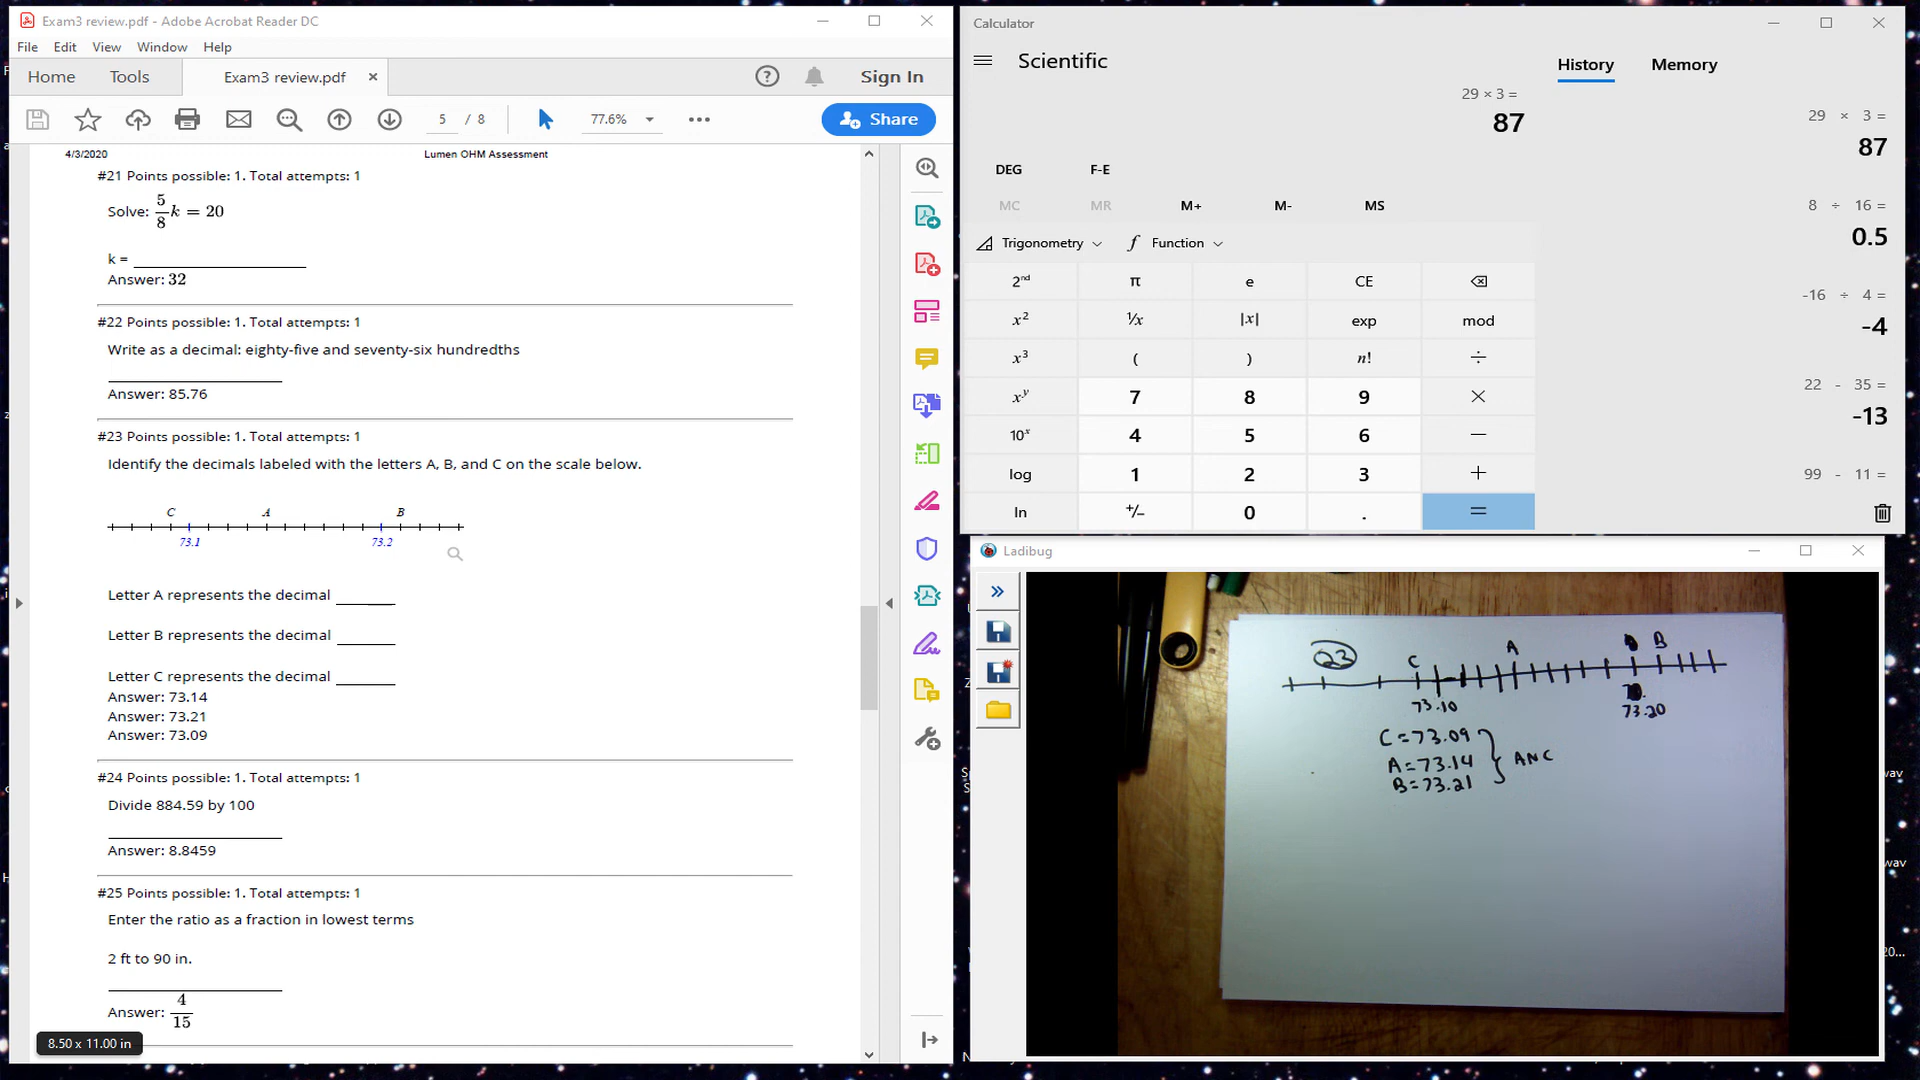 Exam3 review.pdf - Adobe Acrobat Reader DC
File Edit View Window Help
Home Tools Exam3 review.pdf × Sign In
5 / 8 77.6% Share
4/3/2020 Lumen OHM Assessment
#21 Points possible: 1. Total attempts: 1
Solve: 5/8 k = 20
k = ____
Answer: 32
#22 Points possible: 1. Total attempts: 1
Write as a decimal: eighty-five and seventy-six hundredths
Answer: 85.76
#23 Points possible: 1. Total attempts: 1
Identify the decimals labeled with the letters A, B, and C on the scale below.
C A B
73.1 73.2
Letter A represents the decimal ____
Letter B represents the decimal ____
Letter C represents the decimal ____
Answer: 73.14
Answer: 73.21
Answer: 73.09
#24 Points possible: 1. Total attempts: 1
Divide 884.59 by 100
Answer: 8.8459
#25 Points possible: 1. Total attempts: 1
Enter the ratio as a fraction in lowest terms
2 ft to 90 in.
Answer: 4/15
8.50 x 11.00 in
Calculator
Scientific
History Memory
29 × 3 =
87
DEG F-E
MC MR M+ M- MS
Trigonometry Function
2nd π e CE
x² ¹/x |x| exp mod
x³ ( ) n! ÷
xʸ 7 8 9 ×
10ˣ 4 5 6 −
log 1 2 3 +
ln +/− 0 . =
29 × 3 =
87
8 ÷ 16 =
0.5
-16 ÷ 4 =
-4
22 - 35 =
-13
99 - 11 =
Ladibug
23
C A B
73.10 73.20
C = 73.09
A = 73.14
B = 73.21
ANC
wav
wav
20...